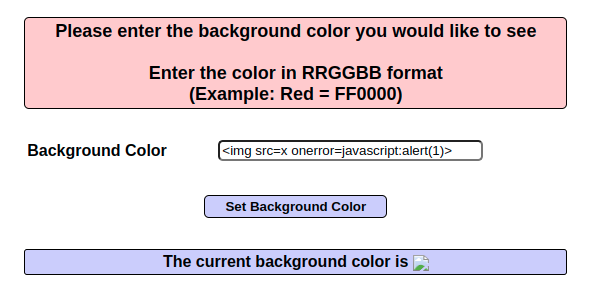 Please enter the background color you would like to see
Enter the color in RRGGBB format
(Example: Red = FF0000)
Background Color
<img src=x onerror=javascript:alert(1)>
Set Background Color
The current background color is